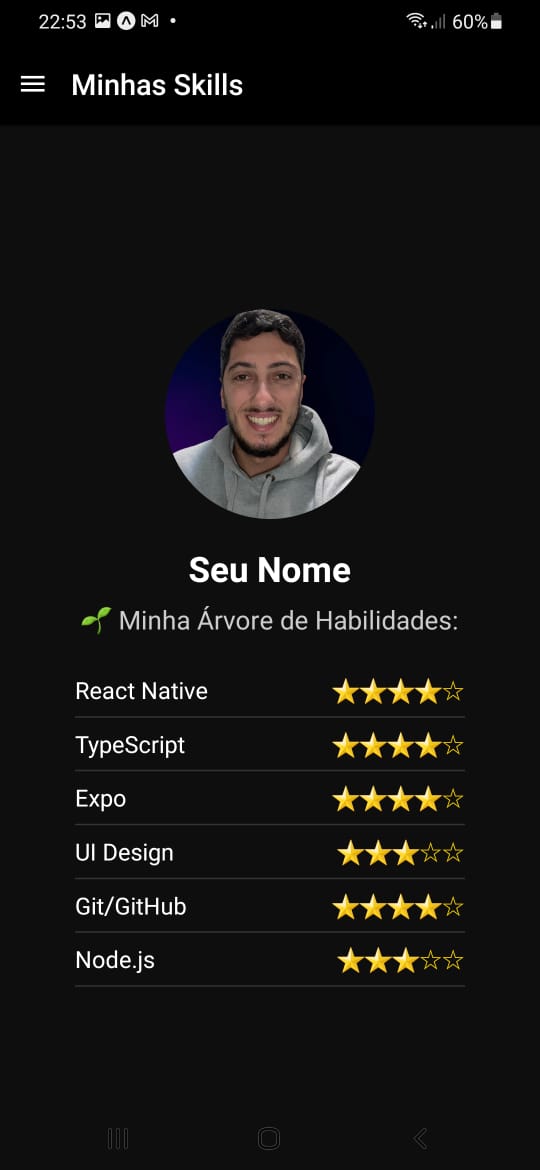 22:53 60%
Minhas Skills
Seu Nome
🌱 Minha Árvore de Habilidades:
React Native ⭐⭐⭐⭐☆
TypeScript ⭐⭐⭐⭐☆
Expo ⭐⭐⭐⭐☆
UI Design ⭐⭐⭐☆☆
Git/GitHub ⭐⭐⭐⭐☆
Node.js ⭐⭐⭐☆☆